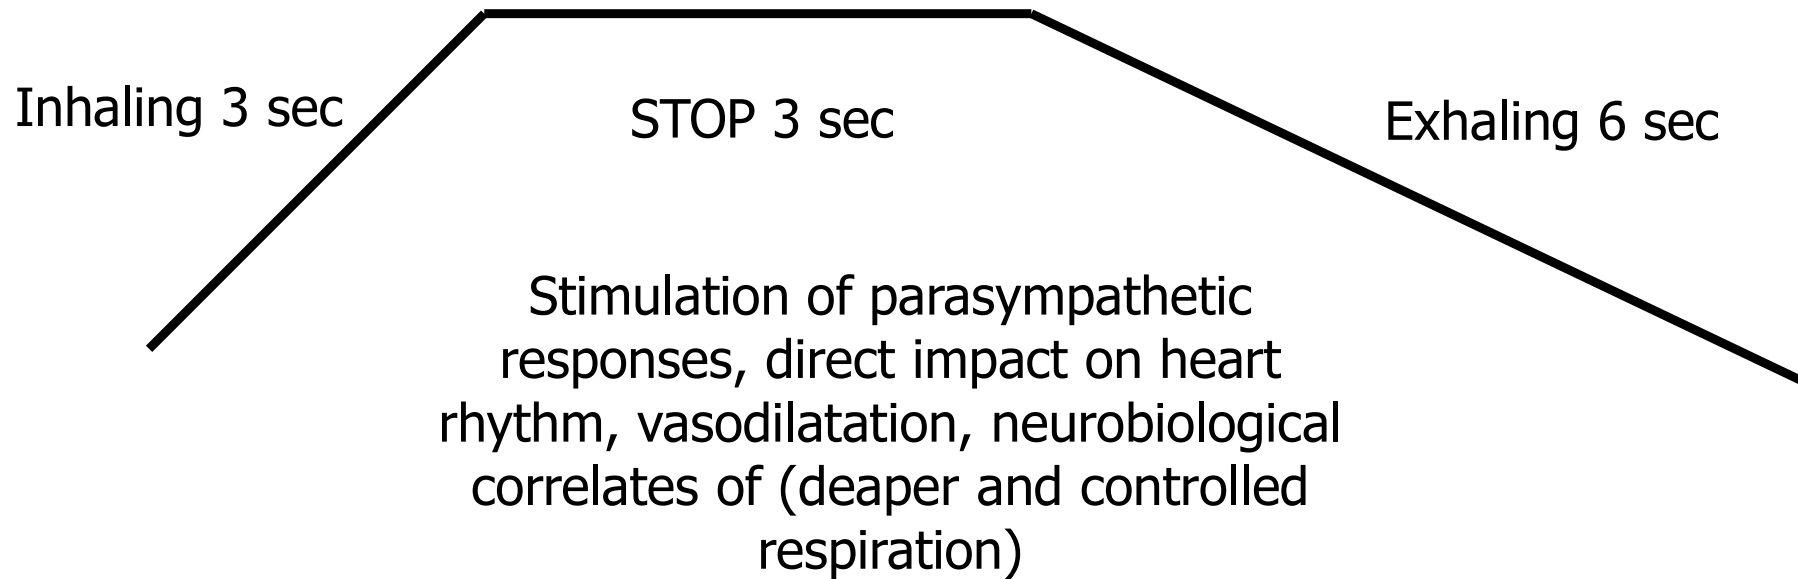 Inhaling 3 sec
STOP 3 sec
Exhaling 6 sec
Stimulation of parasympathetic
responses, direct impact on heart
rhythm, vasodilatation, neurobiological
correlates of (deaper and controlled
respiration)